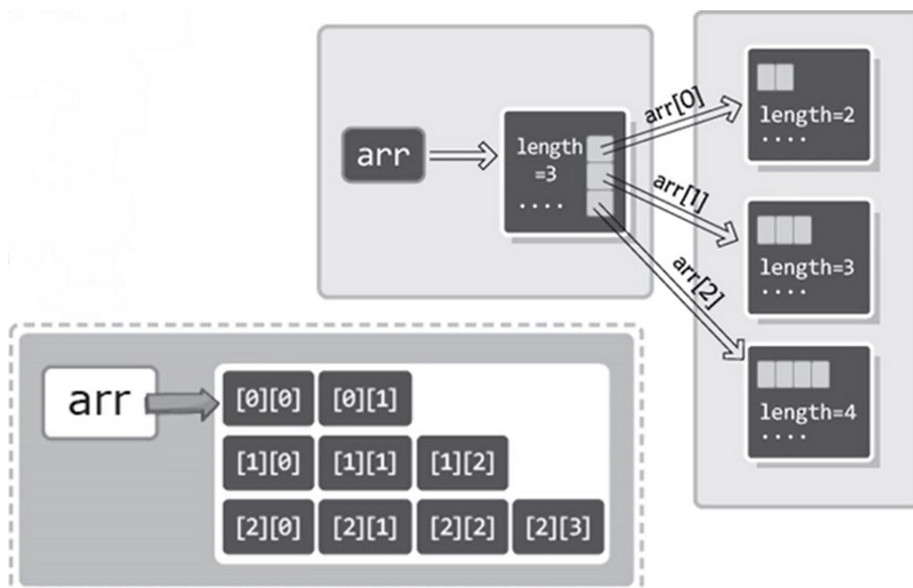 arr
length
=3
....
arr[0]
arr[1]
arr[2]
length=2
....
length=3
....
length=4
....
arr
[0][0] [0][1]
[1][0] [1][1] [1][2]
[2][0] [2][1] [2][2] [2][3]